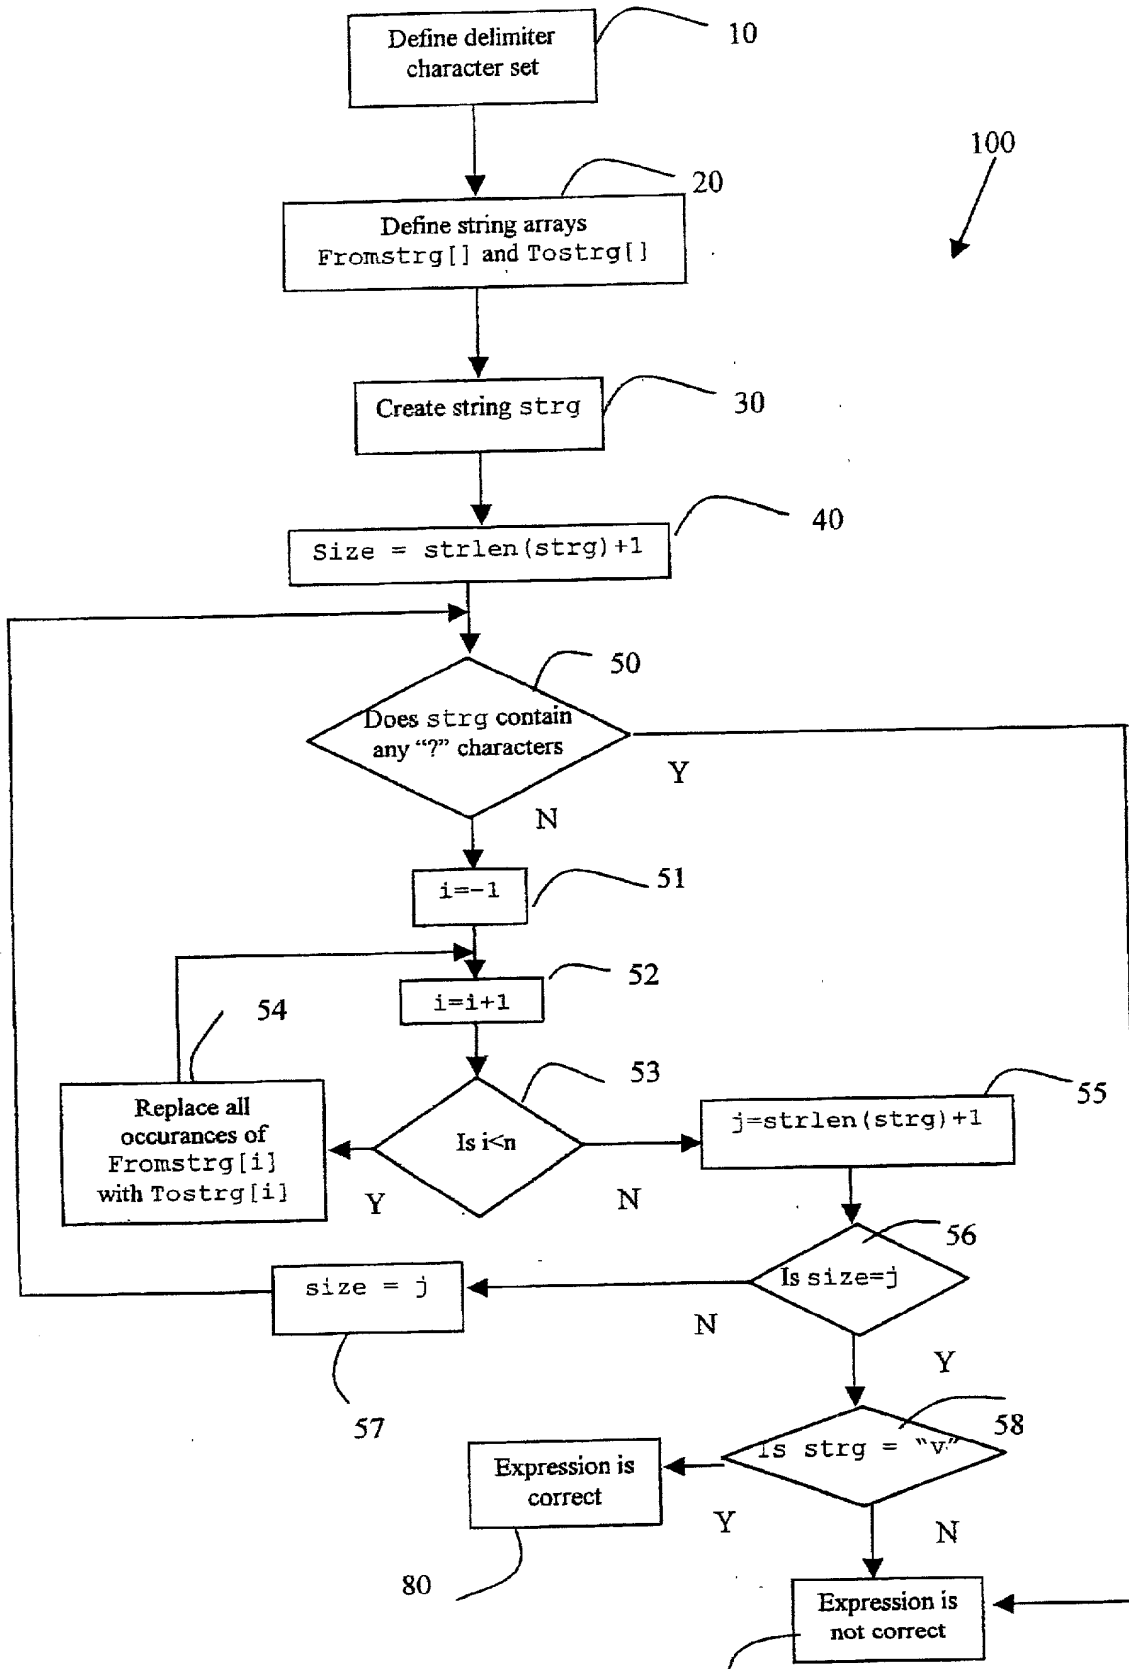 Define delimiter
character set
10
100
20
Define string arrays
Fromstrg[] and Tostrg[]
30
Create string strg
40
Size = strlen(strg)+1
50
Does strg contain
any “?” characters
Y
N
51
i=-1
52
i=i+1
54
53
55
Replace all
occurances of
Fromstrg[i]
with Tostrg[i]
Is i<n
j=strlen(strg)+1
Y
N
56
Is size=j
size = j
N
Y
57
58
Is strg = “v”
Expression is
correct
Y
N
80
Expression is
not correct